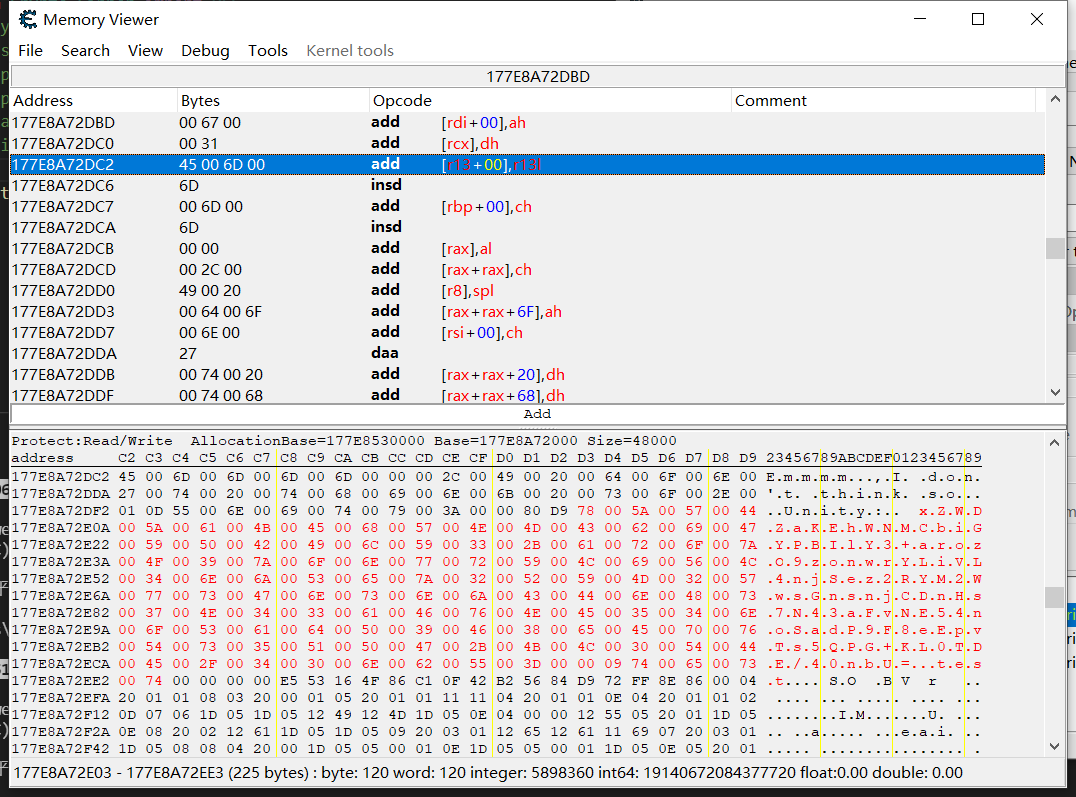 Memory Viewer
File Search View Debug Tools Kernel tools
177E8A72DBD
Address Bytes Opcode Comment
177E8A72DBD 00 67 00 add [rdi+00],ah
177E8A72DC0 00 31 add [rcx],dh
177E8A72DC2 45 00 6D 00 add [r13+00],r13l
177E8A72DC6 6D insd
177E8A72DC7 00 6D 00 add [rbp+00],ch
177E8A72DCA 6D insd
177E8A72DCB 00 00 add [rax],al
177E8A72DCD 00 2C 00 add [rax+rax],ch
177E8A72DD0 49 00 20 add [r8],spl
177E8A72DD3 00 64 00 6F add [rax+rax+6F],ah
177E8A72DD7 00 6E 00 add [rsi+00],ch
177E8A72DDA 27 daa
177E8A72DDB 00 74 00 20 add [rax+rax+20],dh
177E8A72DDF 00 74 00 68 add [rax+rax+68],dh
Add
Protect:Read/Write AllocationBase=177E8530000 Base=177E8A72000 Size=48000
address C2 C3 C4 C5 C6 C7 C8 C9 CA CB CC CD CE CF D0 D1 D2 D3 D4 D5 D6 D7 D8 D9 23456789ABCDEF0123456789
177E8A72DC2 45 00 6D 00 6D 00 6D 00 6D 00 00 00 2C 00 49 00 20 00 64 00 6F 00 6E 00 E.m.m.m.m...,.I. .d.o.n.
177E8A72DDA 27 00 74 00 20 00 74 00 68 00 69 00 6E 00 6B 00 20 00 73 00 6F 00 2E 00 '.t. .t.h.i.n.k. .s.o...
177E8A72DF2 01 0D 55 00 6E 00 69 00 74 00 79 00 3A 00 00 80 D9 78 00 5A 00 57 00 44 ..U.n.i.t.y.:.. x.Z.W.D
177E8A72E0A 00 5A 00 61 00 4B 00 45 00 68 00 57 00 4E 00 4D 00 43 00 62 00 69 00 47 .Z.a.K.E.h.W.N.M.C.b.i.G
177E8A72E22 00 59 00 50 00 42 00 49 00 6C 00 59 00 33 00 2B 00 61 00 72 00 6F 00 7A .Y.P.B.I.l.Y.3.+.a.r.o.z
177E8A72E3A 00 4F 00 39 00 7A 00 6F 00 6E 00 77 00 72 00 59 00 4C 00 69 00 56 00 4C .O.9.z.o.n.w.r.Y.L.i.V.L
177E8A72E52 00 34 00 6E 00 6A 00 53 00 65 00 7A 00 32 00 52 00 59 00 4D 00 32 00 57 .4.n.j.S.e.z.2.R.Y.M.2.W
177E8A72E6A 00 77 00 73 00 47 00 6E 00 73 00 6E 00 6A 00 43 00 44 00 6E 00 48 00 73 .w.s.G.n.s.n.j.C.D.n.H.s
177E8A72E82 00 37 00 4E 00 34 00 33 00 61 00 46 00 76 00 4E 00 45 00 35 00 34 00 6E .7.N.4.3.a.F.v.N.E.5.4.n
177E8A72E9A 00 6F 00 53 00 61 00 64 00 50 00 39 00 46 00 38 00 65 00 45 00 70 00 76 .o.S.a.d.P.9.F.8.e.E.p.v
177E8A72EB2 00 54 00 73 00 35 00 51 00 50 00 47 00 2B 00 4B 00 4C 00 30 00 54 00 44 .T.s.5.Q.P.G.+.K.L.0.T.D
177E8A72ECA 00 45 00 2F 00 34 00 30 00 6E 00 62 00 55 00 3D 00 00 09 74 00 65 00 73 .E./.4.0.n.b.U.=...t.e.s
177E8A72EE2 00 74 00 00 00 00 E5 53 16 4F 86 C1 0F 42 B2 56 84 D9 72 FF 8E 86 00 04 .t.... S.O .B V r ..
177E8A72EFA 20 01 01 08 03 20 00 01 05 20 01 01 11 11 04 20 01 01 0E 04 20 01 01 02
177E8A72F12 0D 07 06 1D 05 1D 05 12 49 12 4D 1D 05 0E 04 00 00 12 55 05 20 01 1D 05 ........I.M.......U. ...
177E8A72F2A 0E 08 20 02 12 61 1D 05 1D 05 09 20 03 01 12 65 12 61 11 69 07 20 03 01 .. ..a..... ...e.a.i. ..
177E8A72F42 1D 05 08 08 04 20 00 1D 05 05 00 01 0E 1D 05 05 00 01 1D 05 0E 05 20 01
177E8A72E03 - 177E8A72EE3 (225 bytes) : byte: 120 word: 120 integer: 5898360 int64: 19140672084377720 float:0.00 double: 0.00